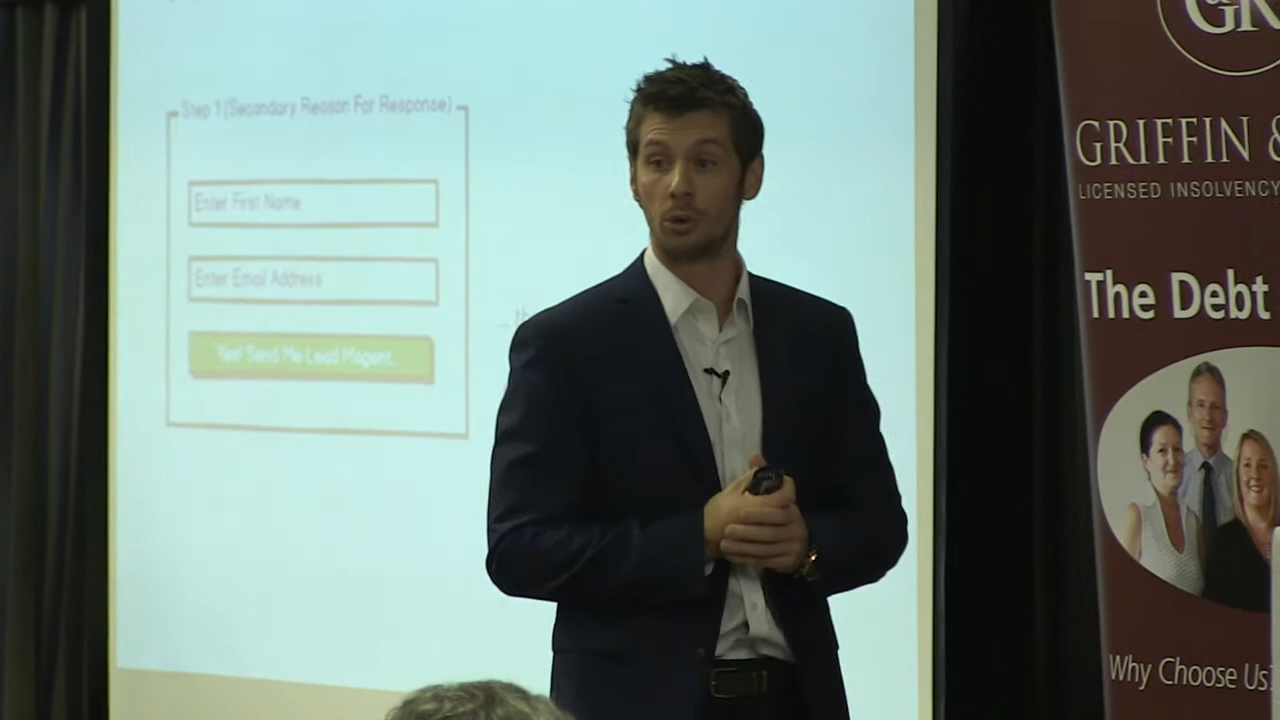 Step 1 (Secondary Reason For Response)
Enter First Name
Enter Email Address
Yes! Send Me Lead Magent
GRIFFIN &
LICENSED INSOLVENCY
The Debt
Why Choose Us?